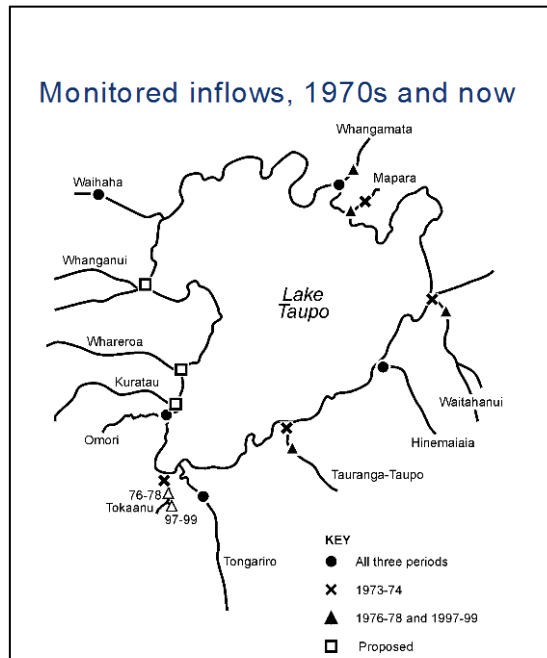 Monitored inflows, 1970s and now
Whangamata
Mapara
Waihaha
Whanganui
Lake
Taupo
Whareroa
Kuratau
Waitahanui
Omori
Hinemaiaia
Tauranga-Taupo
76-78
Tokaanu
97-99
Tongariro
KEY
All three periods
1973-74
1976-78 and 1997-99
Proposed